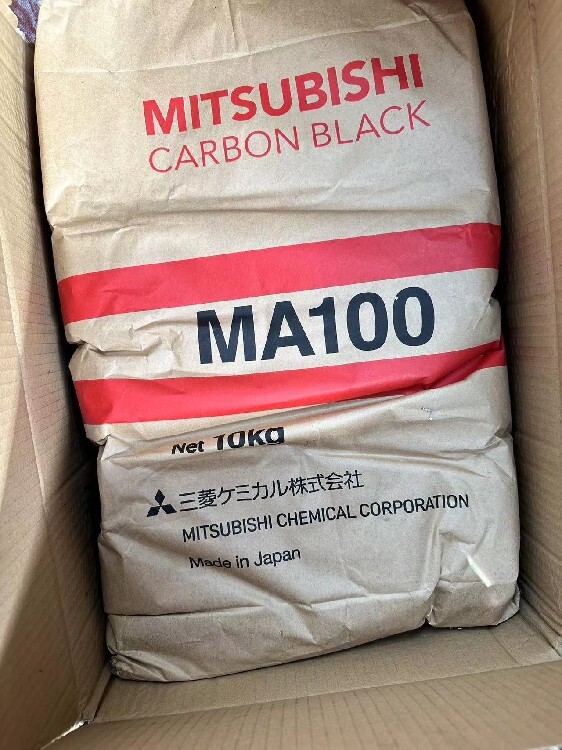 MITSUBISHI
CARBON BLACK
MA100
Net 10kg
三菱ケミカル株式会社
MITSUBISHI CHEMICAL CORPORATION
Made in Japan